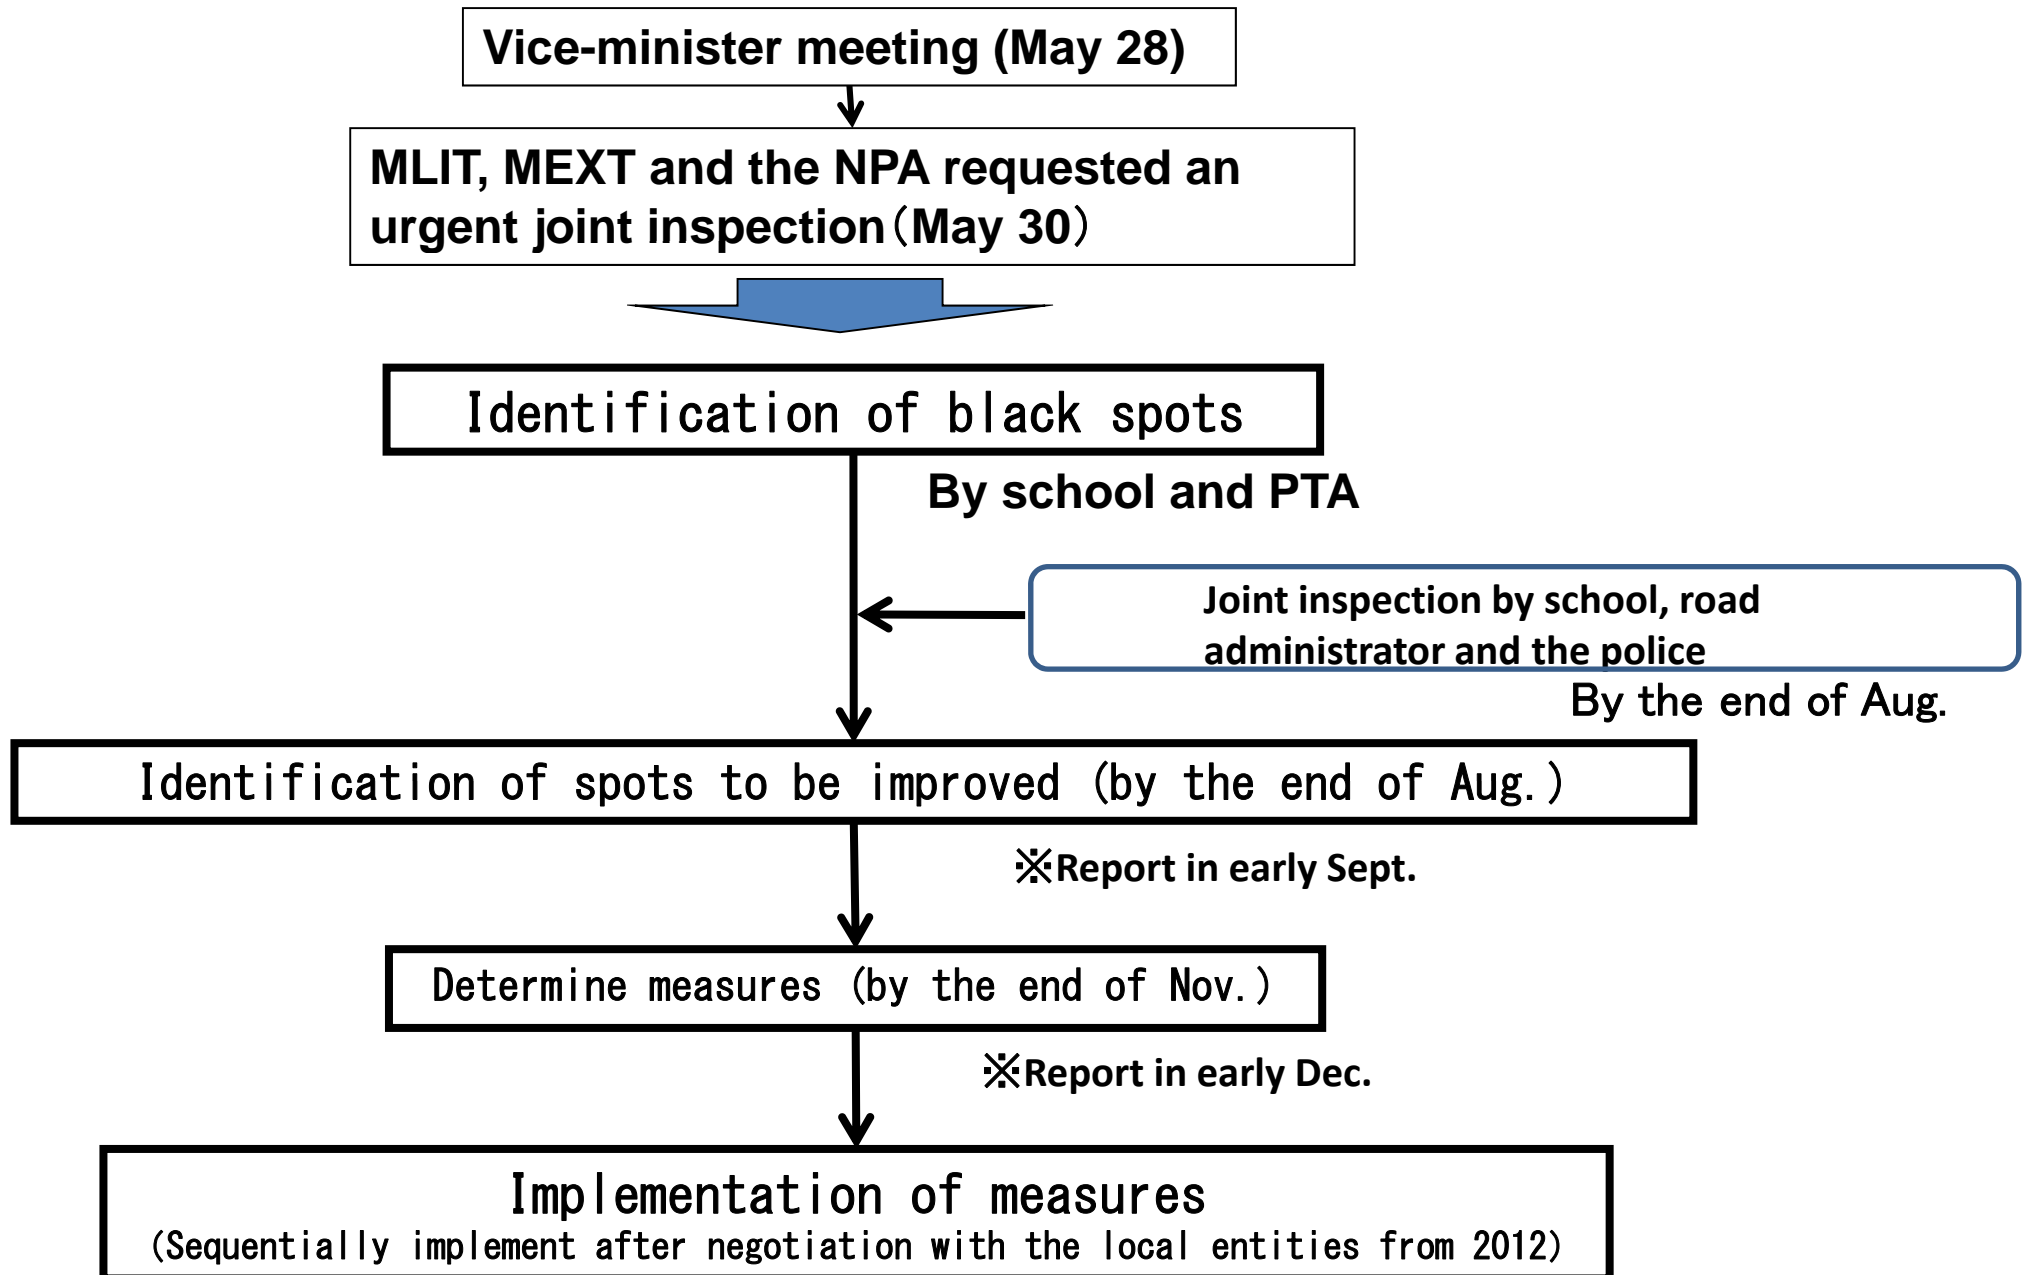 Vice-minister meeting (May 28)
MLIT, MEXT and the NPA requested an
urgent joint inspection（May 30）
Identification of black spots
By school and PTA
Joint inspection by school, road
administrator and the police
By the end of Aug.
Identification of spots to be improved (by the end of Aug.)
※Report in early Sept.
Determine measures (by the end of Nov.)
※Report in early Dec.
Implementation of measures
(Sequentially implement after negotiation with the local entities from 2012)